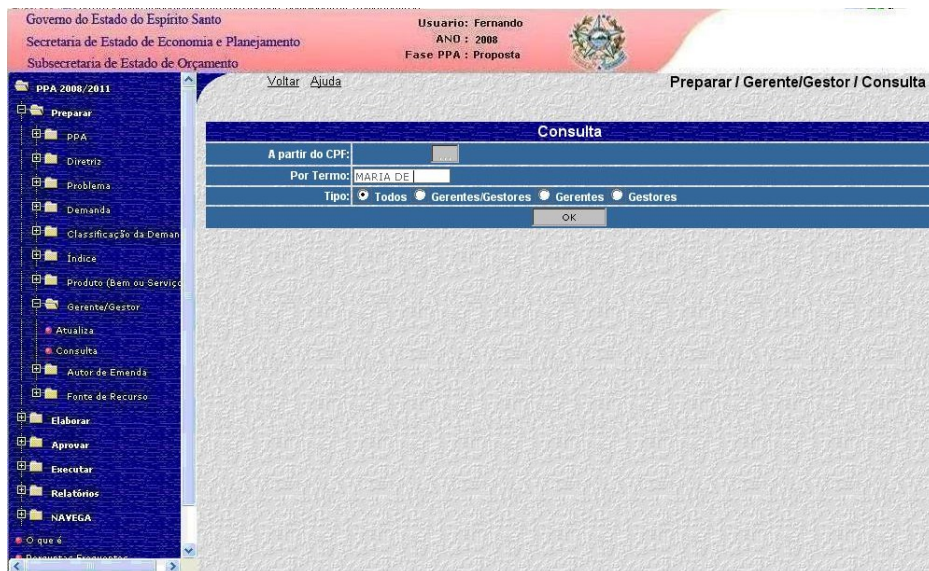 Governo do Estado do Espírito Santo
Secretaria de Estado de Economia e Planejamento
Subsecretaria de Estado de Orçamento
Usuario: Fernando
ANO : 2008
Fase PPA : Proposta
PPA 2008/2011
Preparar
PPA
Diretriz
Problema
Demanda
Classificação da Deman
Índice
Produto (Bem ou Serviço
Gerente/Gestor
Atualiza
Consulta
Autor de Emenda
Fonte de Recurso
Elaborar
Aprovar
Executar
Relatórios
NAVEGA
O que é
Perguntas Frequentes
Voltar Ajuda
Preparar / Gerente/Gestor / Consulta
Consulta
A partir do CPF: ...
Por Termo: MARIA DE
Tipo: Todos Gerentes/Gestores Gerentes Gestores
OK